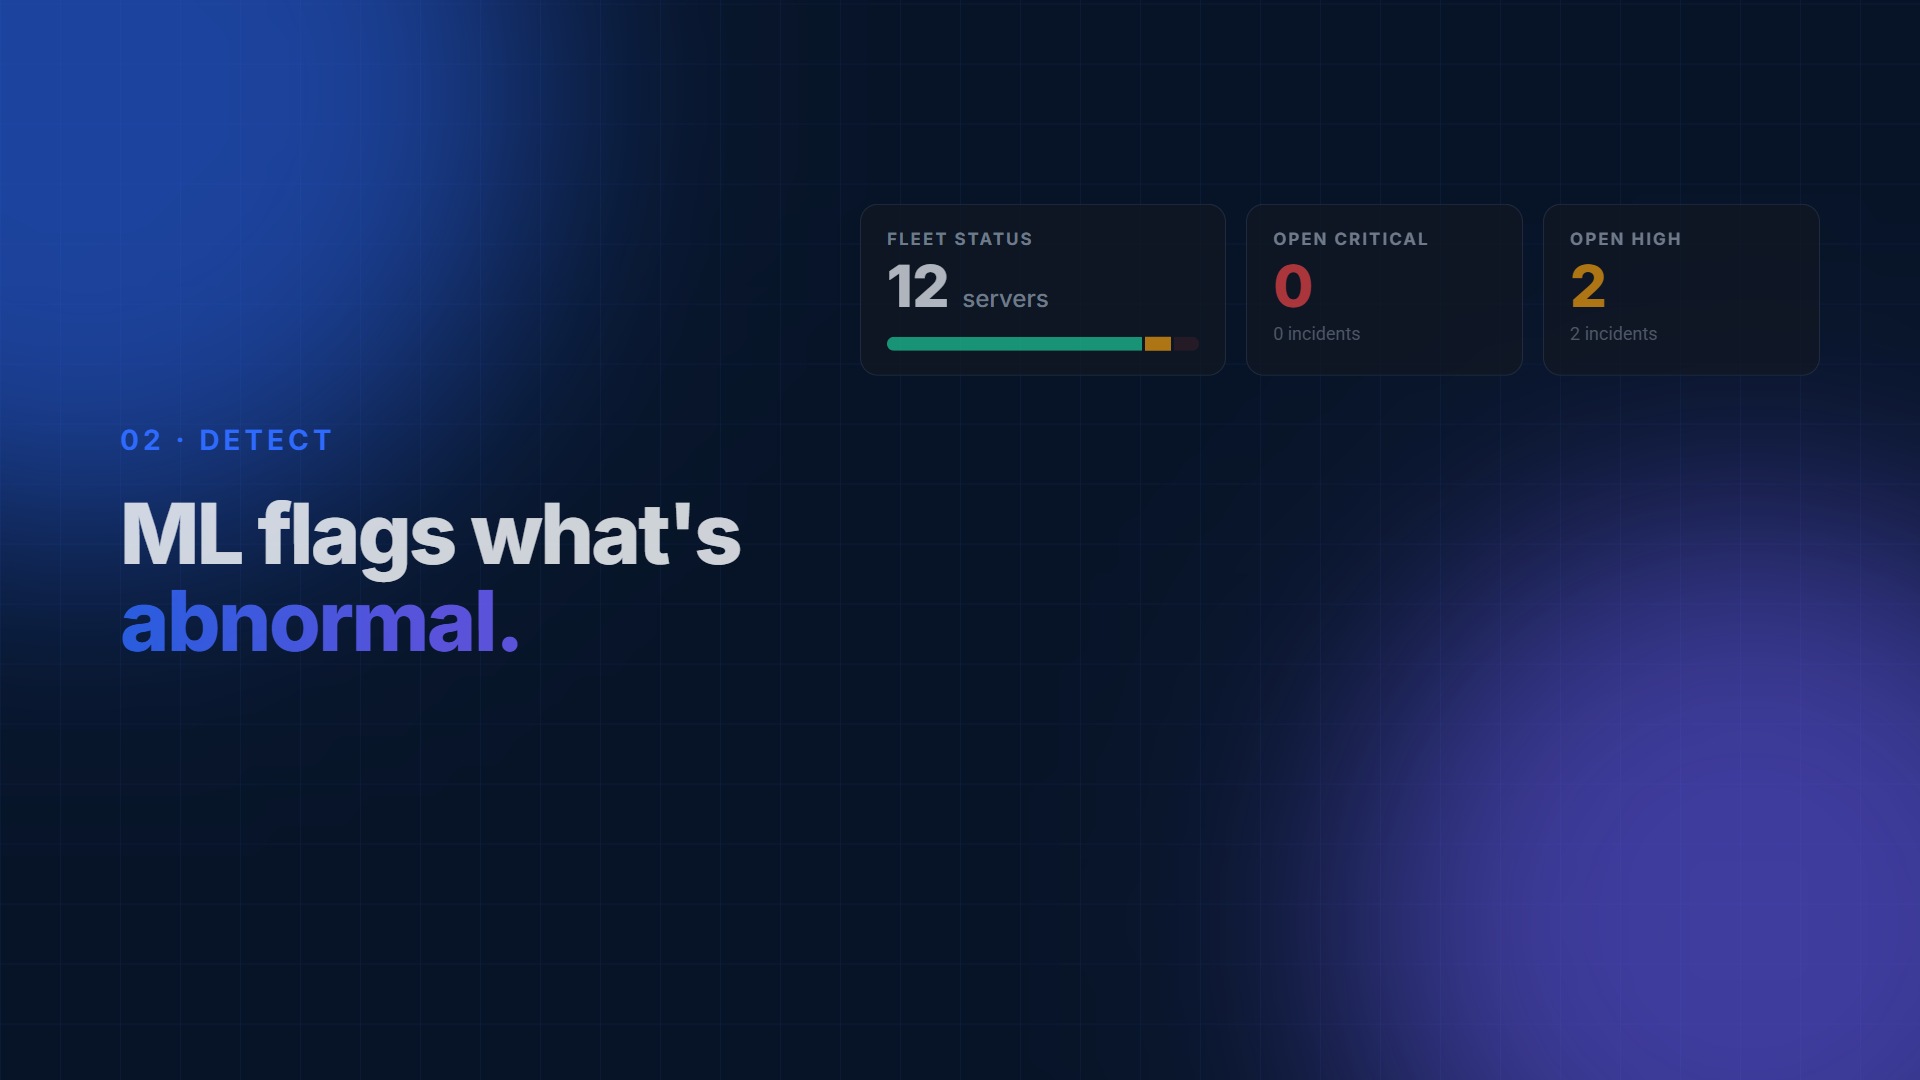 02 · DETECT
ML flags what's
abnormal.
FLEET STATUS
12 servers
OPEN CRITICAL
0
0 incidents
OPEN HIGH
2
2 incidents